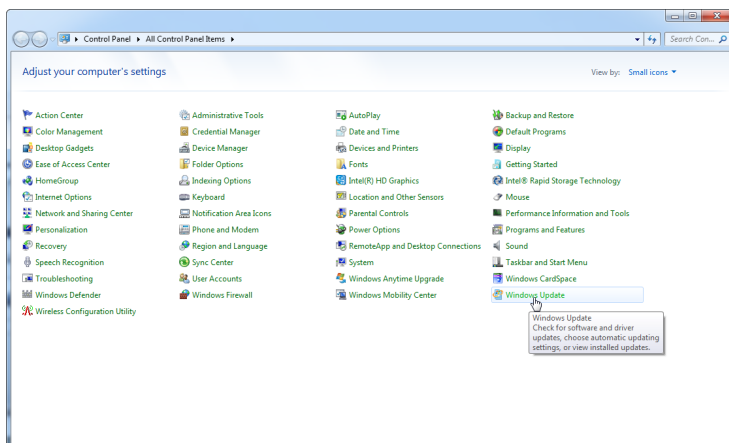 Control Panel ▸ All Control Panel Items ▸ Search Con...
Adjust your computer's settings View by: Small icons
Action Center Administrative Tools AutoPlay Backup and Restore
Color Management Credential Manager Date and Time Default Programs
Desktop Gadgets Device Manager Devices and Printers Display
Ease of Access Center Folder Options Fonts Getting Started
HomeGroup Indexing Options Intel(R) HD Graphics Intel® Rapid Storage Technology
Internet Options Keyboard Location and Other Sensors Mouse
Network and Sharing Center Notification Area Icons Parental Controls Performance Information and Tools
Personalization Phone and Modem Power Options Programs and Features
Recovery Region and Language RemoteApp and Desktop Connections Sound
Speech Recognition Sync Center System Taskbar and Start Menu
Troubleshooting User Accounts Windows Anytime Upgrade Windows CardSpace
Windows Defender Windows Firewall Windows Mobility Center Windows Update
Wireless Configuration Utility
Windows Update
Check for software and driver
updates, choose automatic updating
settings, or view installed updates.